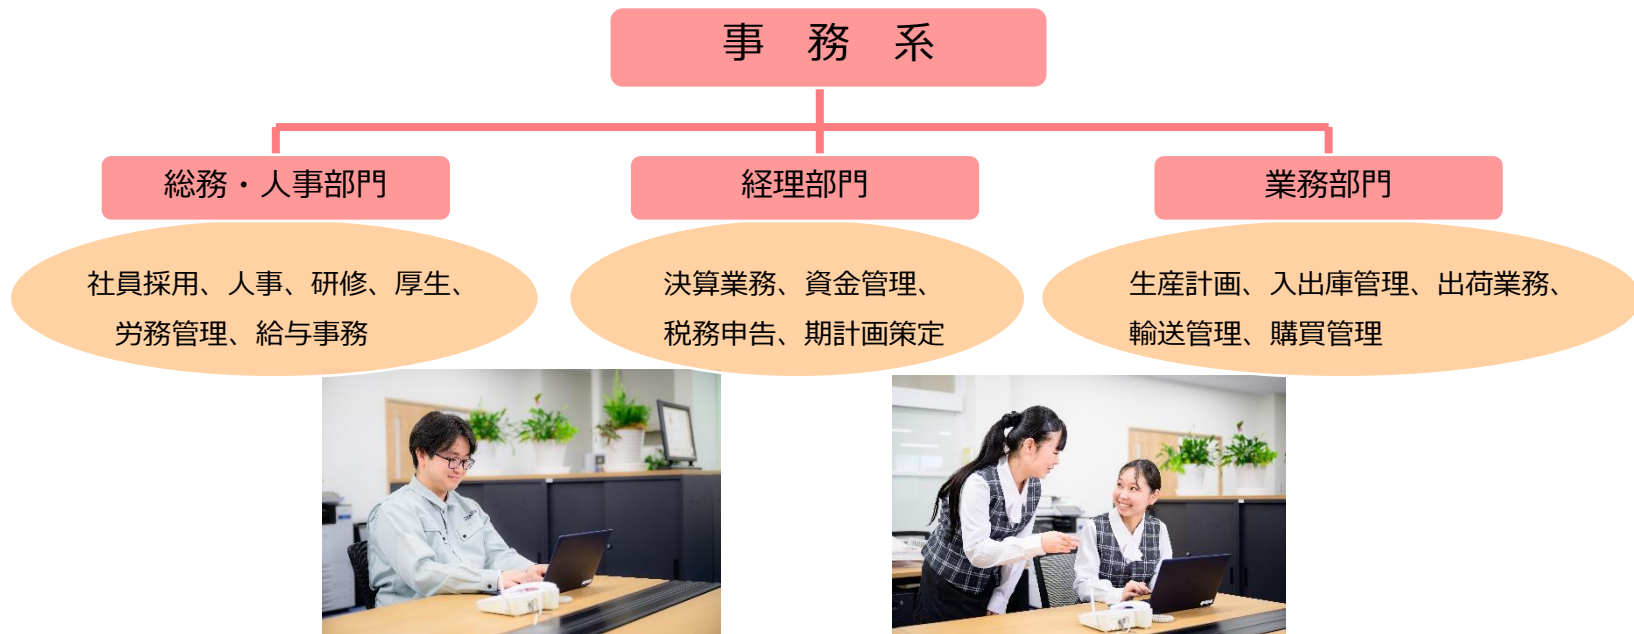 事　務　系
総務・人事部門
経理部門
業務部門
社員採用、人事、研修、厚生、
労務管理、給与事務
決算業務、資金管理、
税務申告、期計画策定
生産計画、入出庫管理、出荷業務、
輸送管理、購買管理